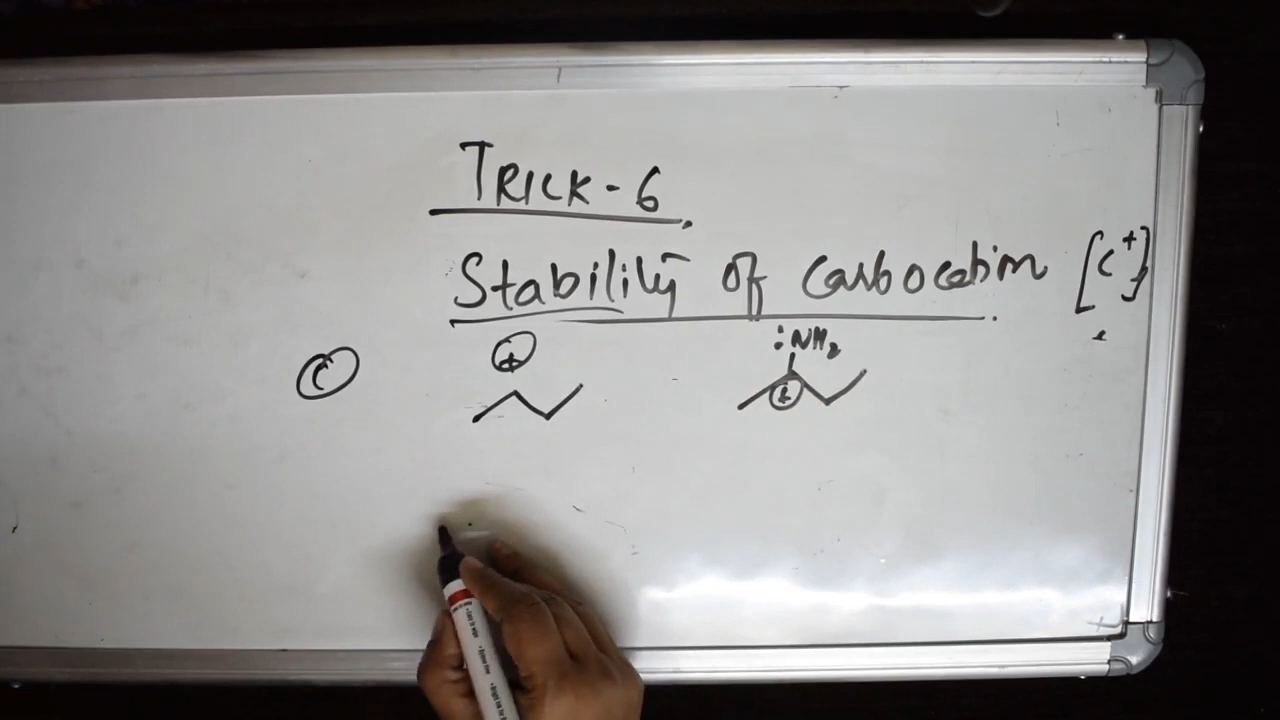 TRICK-6.
Stability of Carbocation [C⁺]
:NH₂
C + +